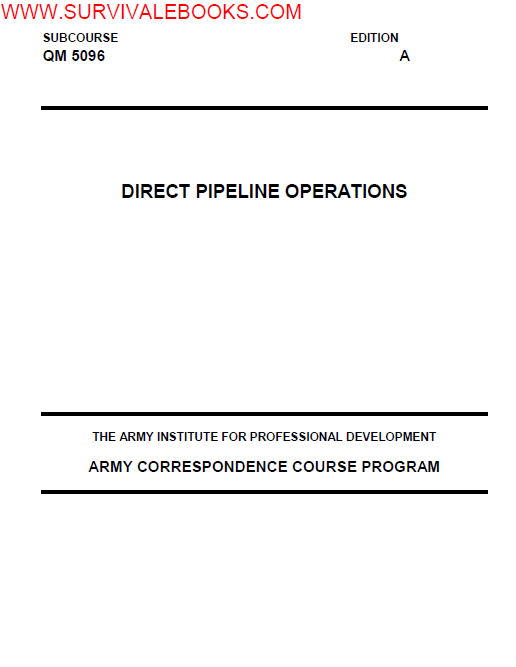 WWW.SURVIVALEBOOKS.COM
SUBCOURSE EDITION
QM 5096 A
DIRECT PIPELINE OPERATIONS
THE ARMY INSTITUTE FOR PROFESSIONAL DEVELOPMENT
ARMY CORRESPONDENCE COURSE PROGRAM